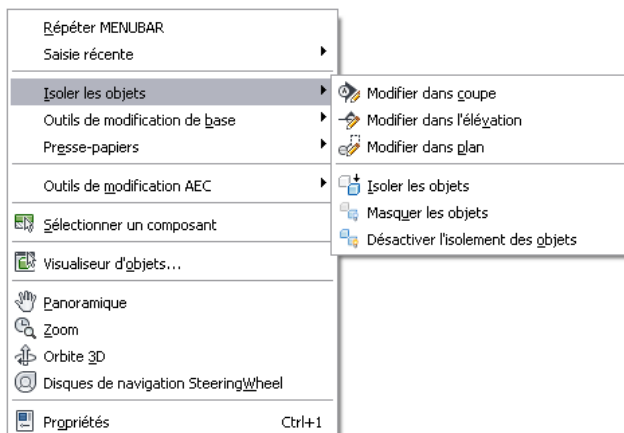 Répéter MENUBAR
Saisie récente
Isoler les objets
Outils de modification de base
Presse-papiers
Outils de modification AEC
Sélectionner un composant
Visualiseur d'objets...
Panoramique
Zoom
Orbite 3D
Disques de navigation SteeringWheel
Propriétés Ctrl+1
Modifier dans coupe
Modifier dans l'élévation
Modifier dans plan
Isoler les objets
Masquer les objets
Désactiver l'isolement des objets